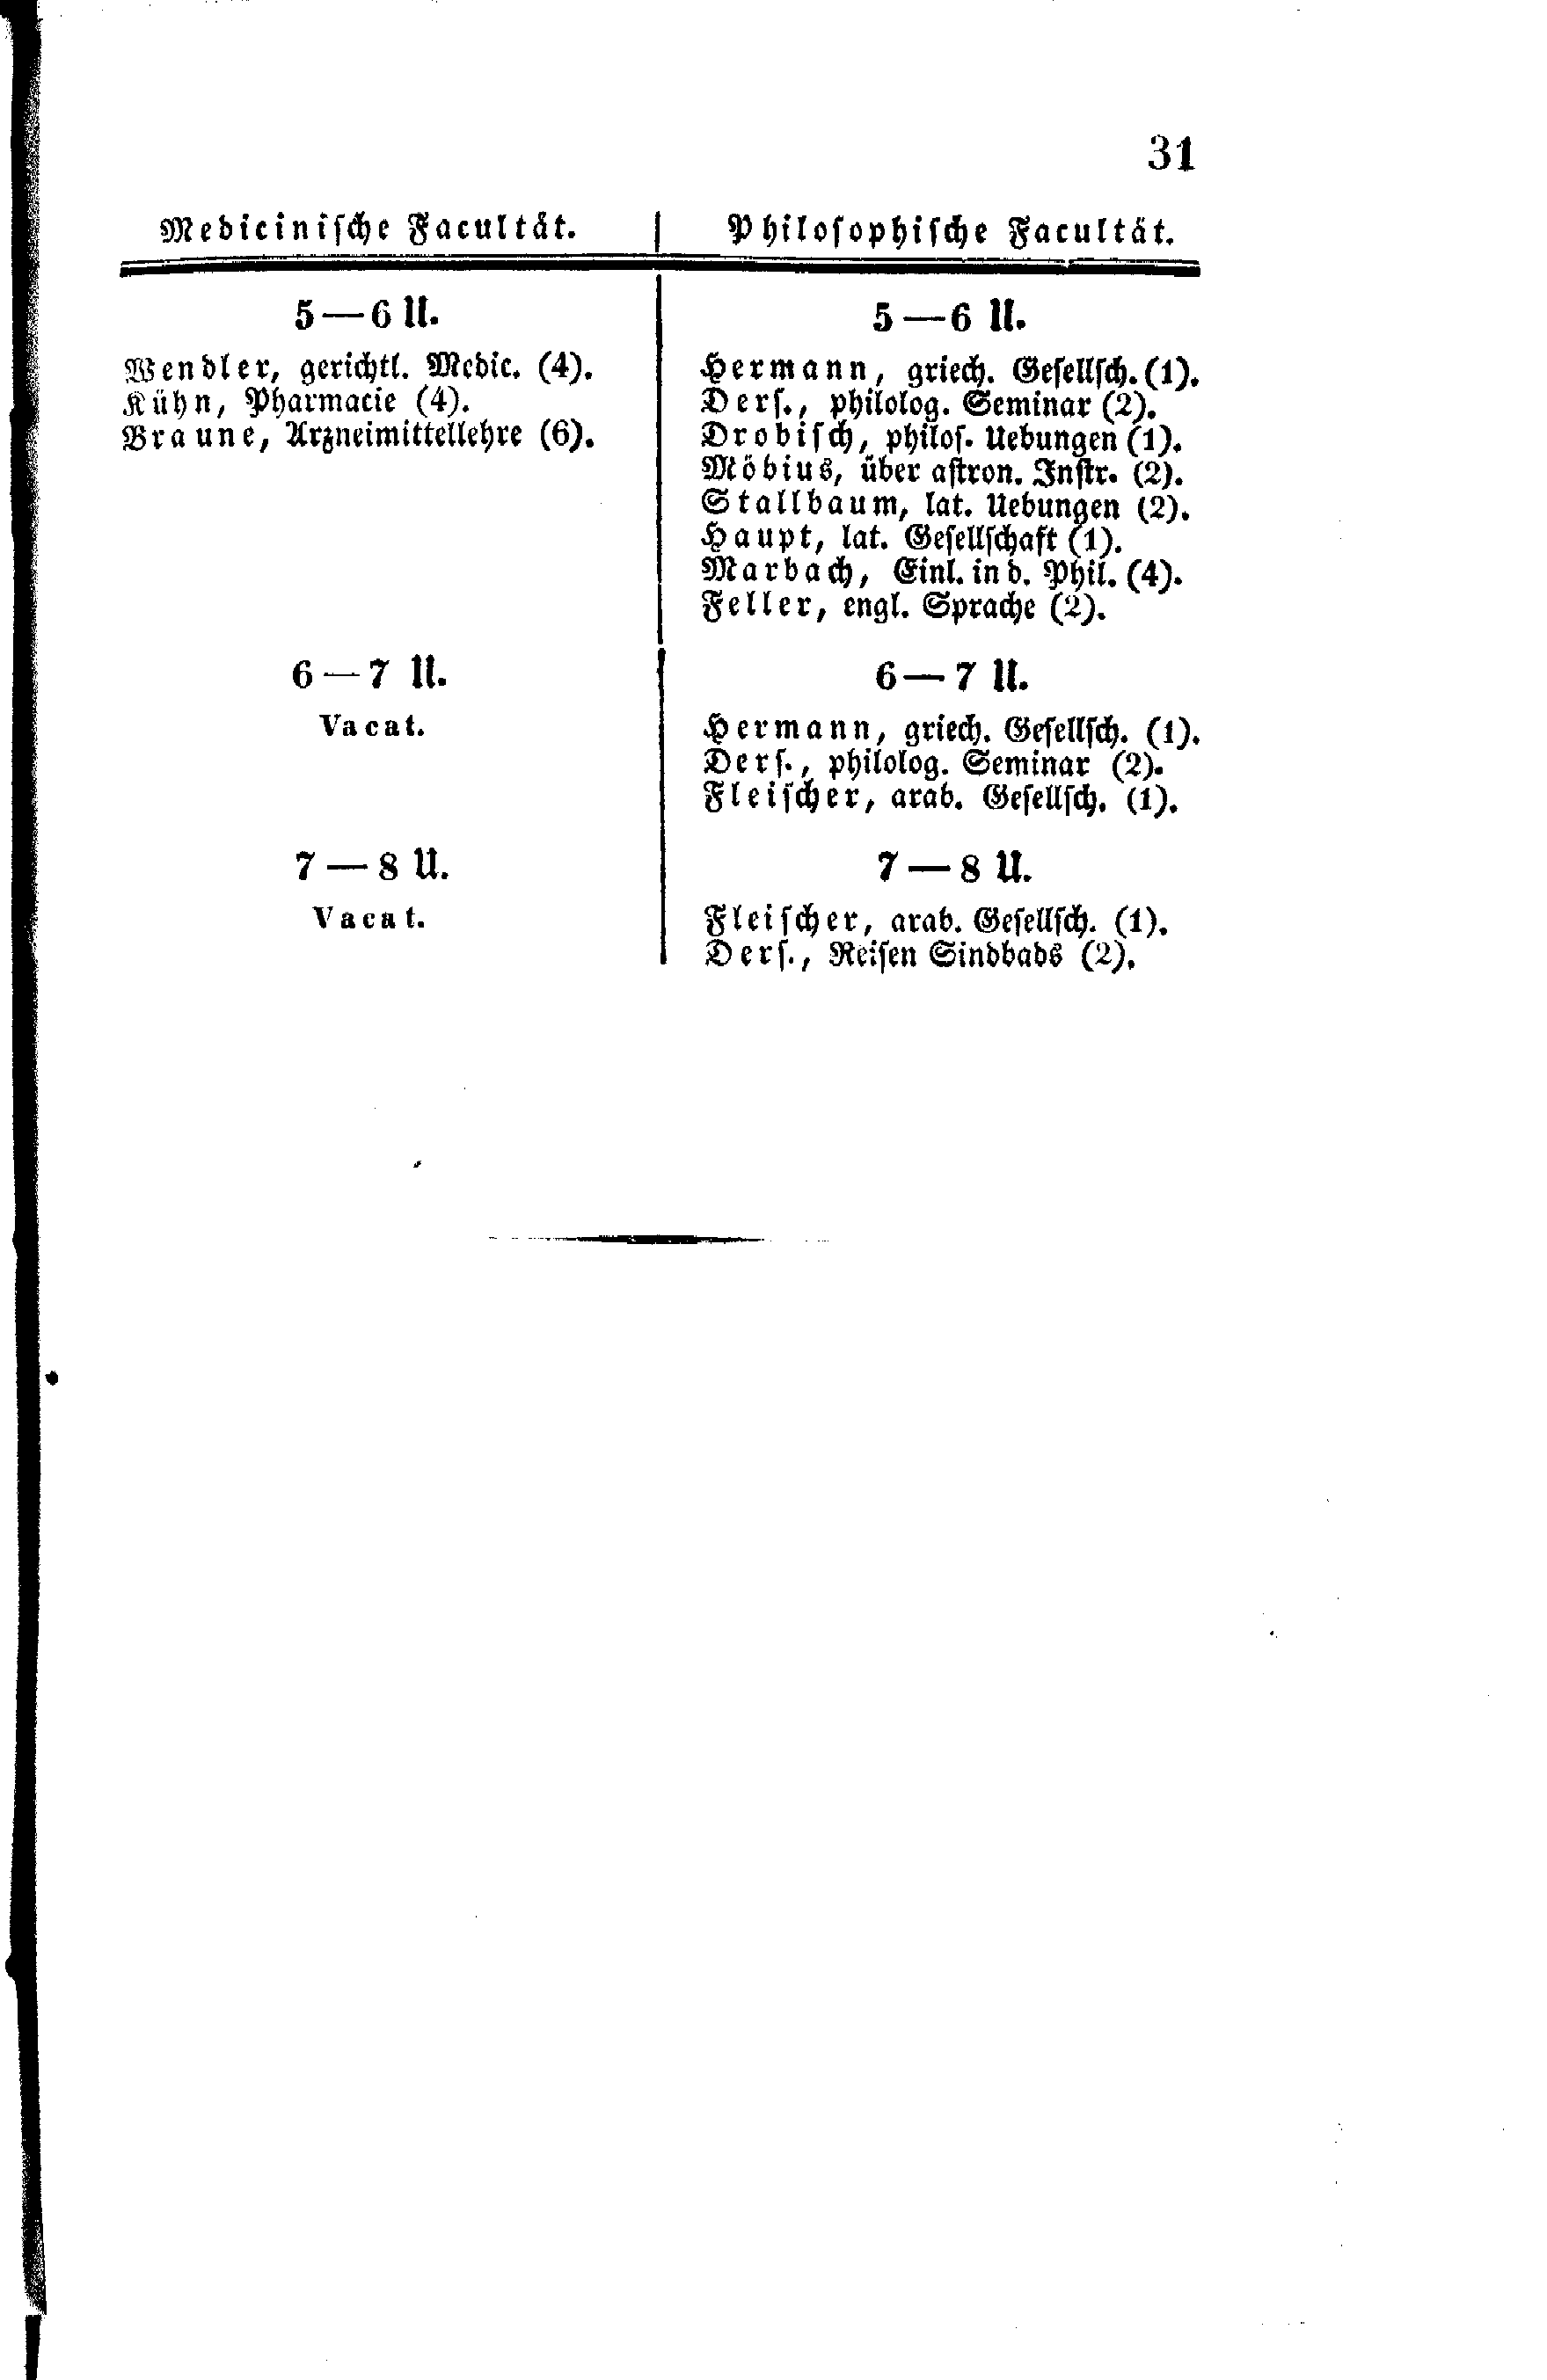 31
Medicinische Facultät.
5—6 U.
Wendler, gerichtl. Medic. (4).
Kühn, Pharmacie (4).
Braune, Arzneimittellehre (6).
6—7 U.
Vacat.
7—8 U.
Vacat.
Philosophische Facultät.
5—6 U.
Hermann, griech. Gesellsch. (1).
Ders., philolog. Seminar (2).
Drobisch, philos. Uebungen (1).
Möbius, über astron. Instr. (2).
Stallbaum, lat. Uebungen (2).
Haupt, lat. Gesellschaft (1).
Marbach, Einl. in d. Phil. (4).
Feller, engl. Sprache (2).
6—7 U.
Hermann, griech. Gesellsch. (1).
Ders., philolog. Seminar (2).
Fleischer, arab. Gesellsch. (1).
7—8 U.
Fleischer, arab. Gesellsch. (1).
Ders., Reisen Sindbads (2).